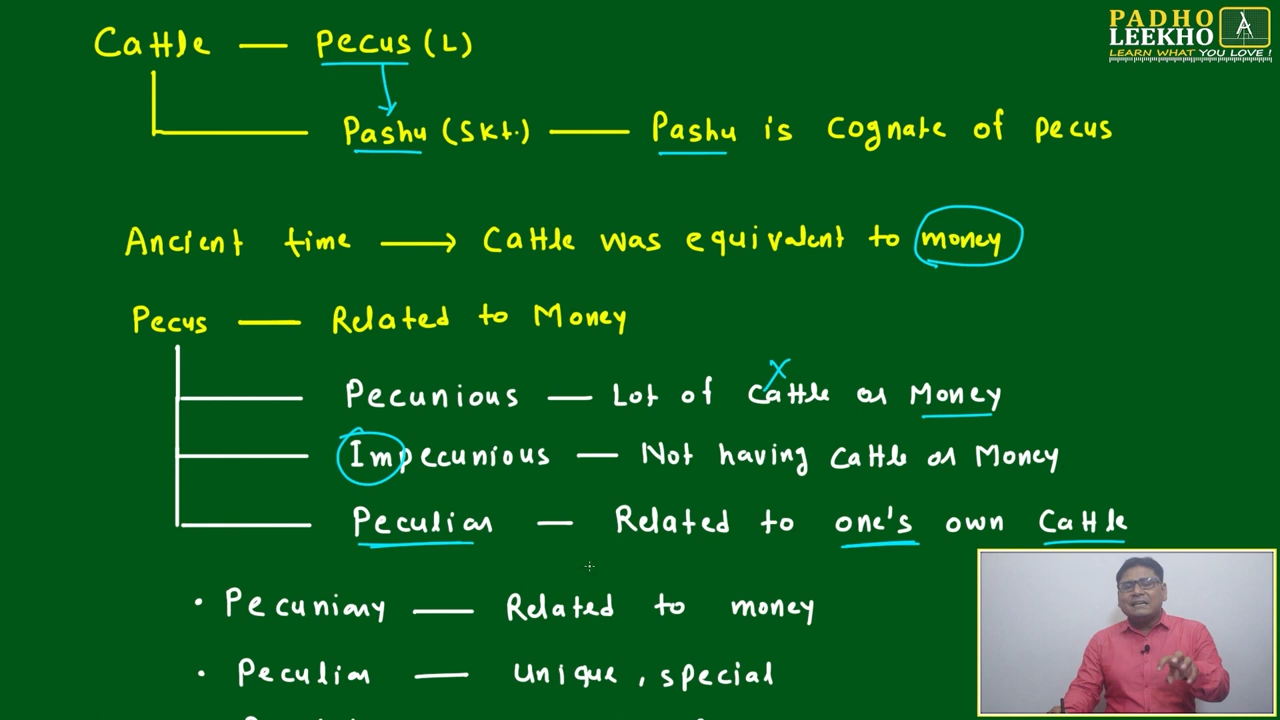 PADHO
LEEKHO
LEARN WHAT YOU LOVE !
Cattle — Pecus (L)
Pashu (Skt.) — Pashu is cognate of pecus
Ancient time → Cattle was equivalent to money
Pecus — Related to Money
Pecunious — Lot of cattle or Money
Impecunious — Not having cattle or Money
Peculiar — Related to one's own cattle
• Pecuniary — Related to money
• Peculiar — unique, special